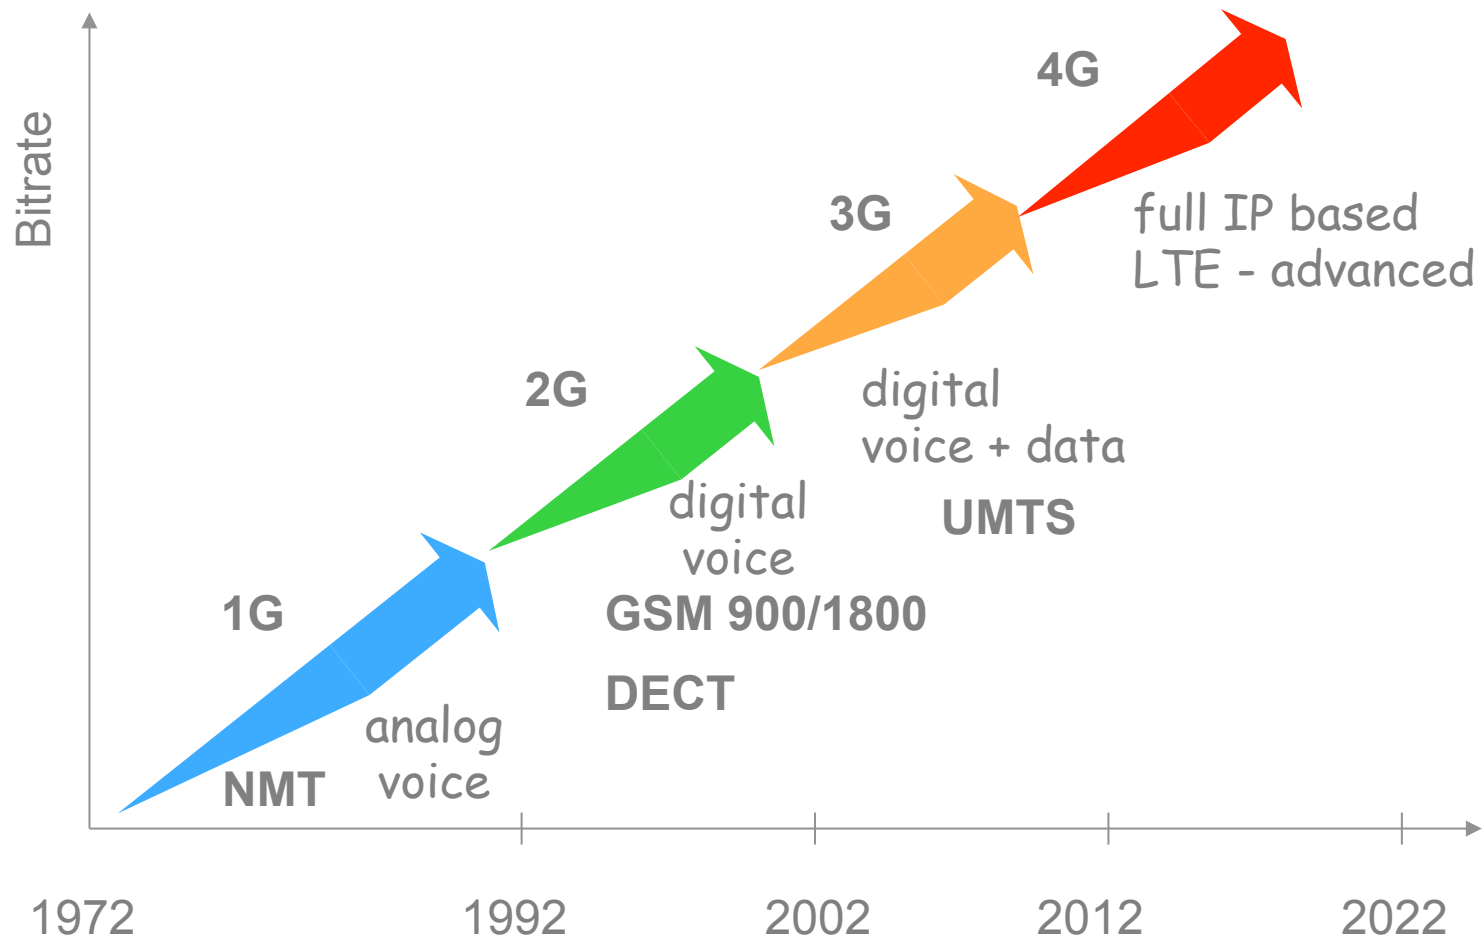 4G
Bitrate
3G
full IP based
LTE - advanced
2G
digital
voice + data
digital
voice
UMTS
1G
GSM 900/1800
DECT
analog
voice
NMT
1972
1992
2002
2012
2022